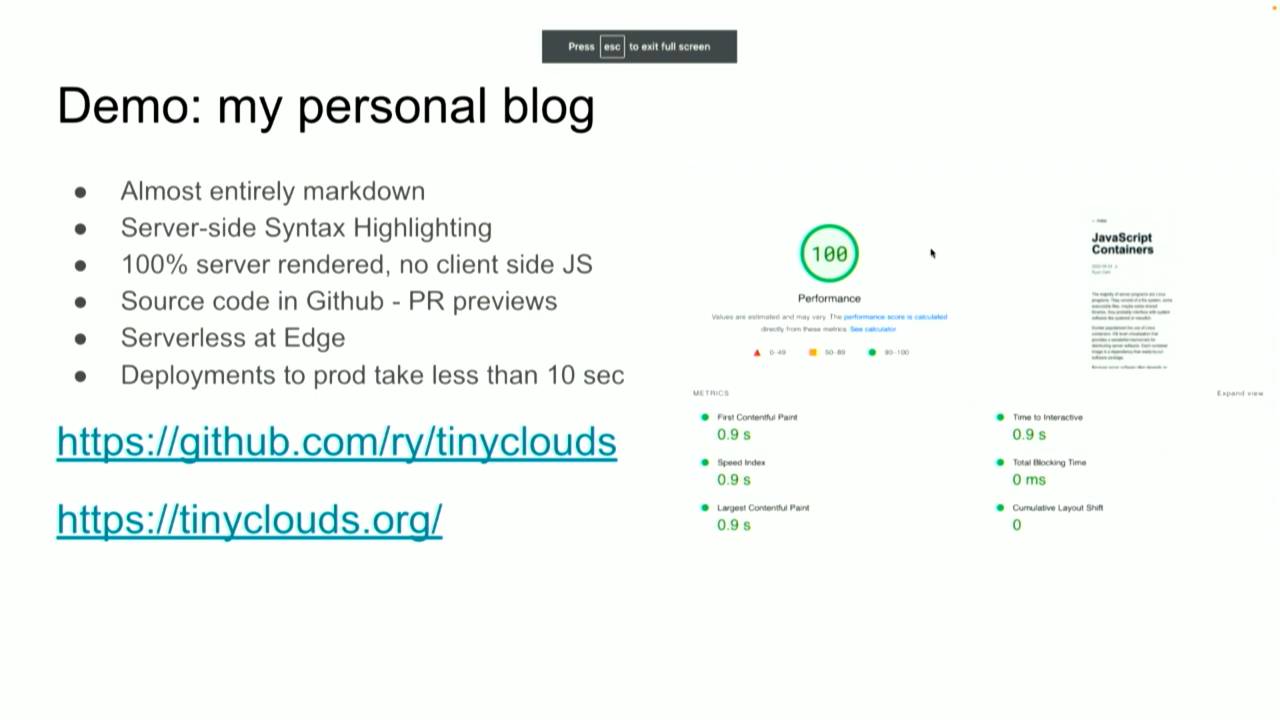 Press esc to exit full screen
Demo: my personal blog
● Almost entirely markdown
● Server-side Syntax Highlighting
● 100% server rendered, no client side JS
● Source code in Github - PR previews
● Serverless at Edge
● Deployments to prod take less than 10 sec
https://github.com/ry/tinyclouds
https://tinyclouds.org/
100
Performance
Values are estimated and may vary. The performance score is calculated
directly from these metrics. See calculator
0–49 50–89 90–100
JavaScript
Containers
METRICS Expand view
First Contentful Paint
0.9 s
Time to Interactive
0.9 s
Speed Index
0.9 s
Total Blocking Time
0 ms
Largest Contentful Paint
0.9 s
Cumulative Layout Shift
0